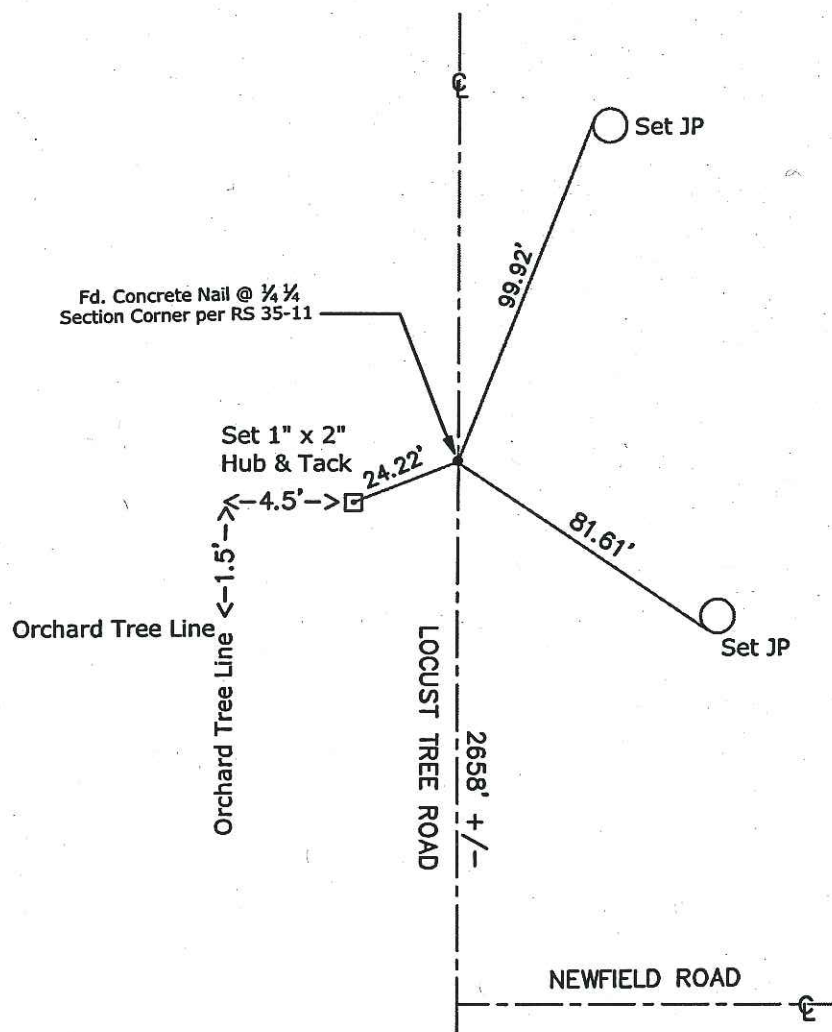 ℄
Set JP
99.92'
Fd. Concrete Nail @ ¼ ¼
Section Corner per RS 35-11
Set 1" x 2"
Hub & Tack
24.22'
<-4.5'->
<-1.5'->
81.61'
Orchard Tree Line
Orchard Tree Line
Set JP
LOCUST TREE ROAD
2658' +/-
NEWFIELD ROAD
℄